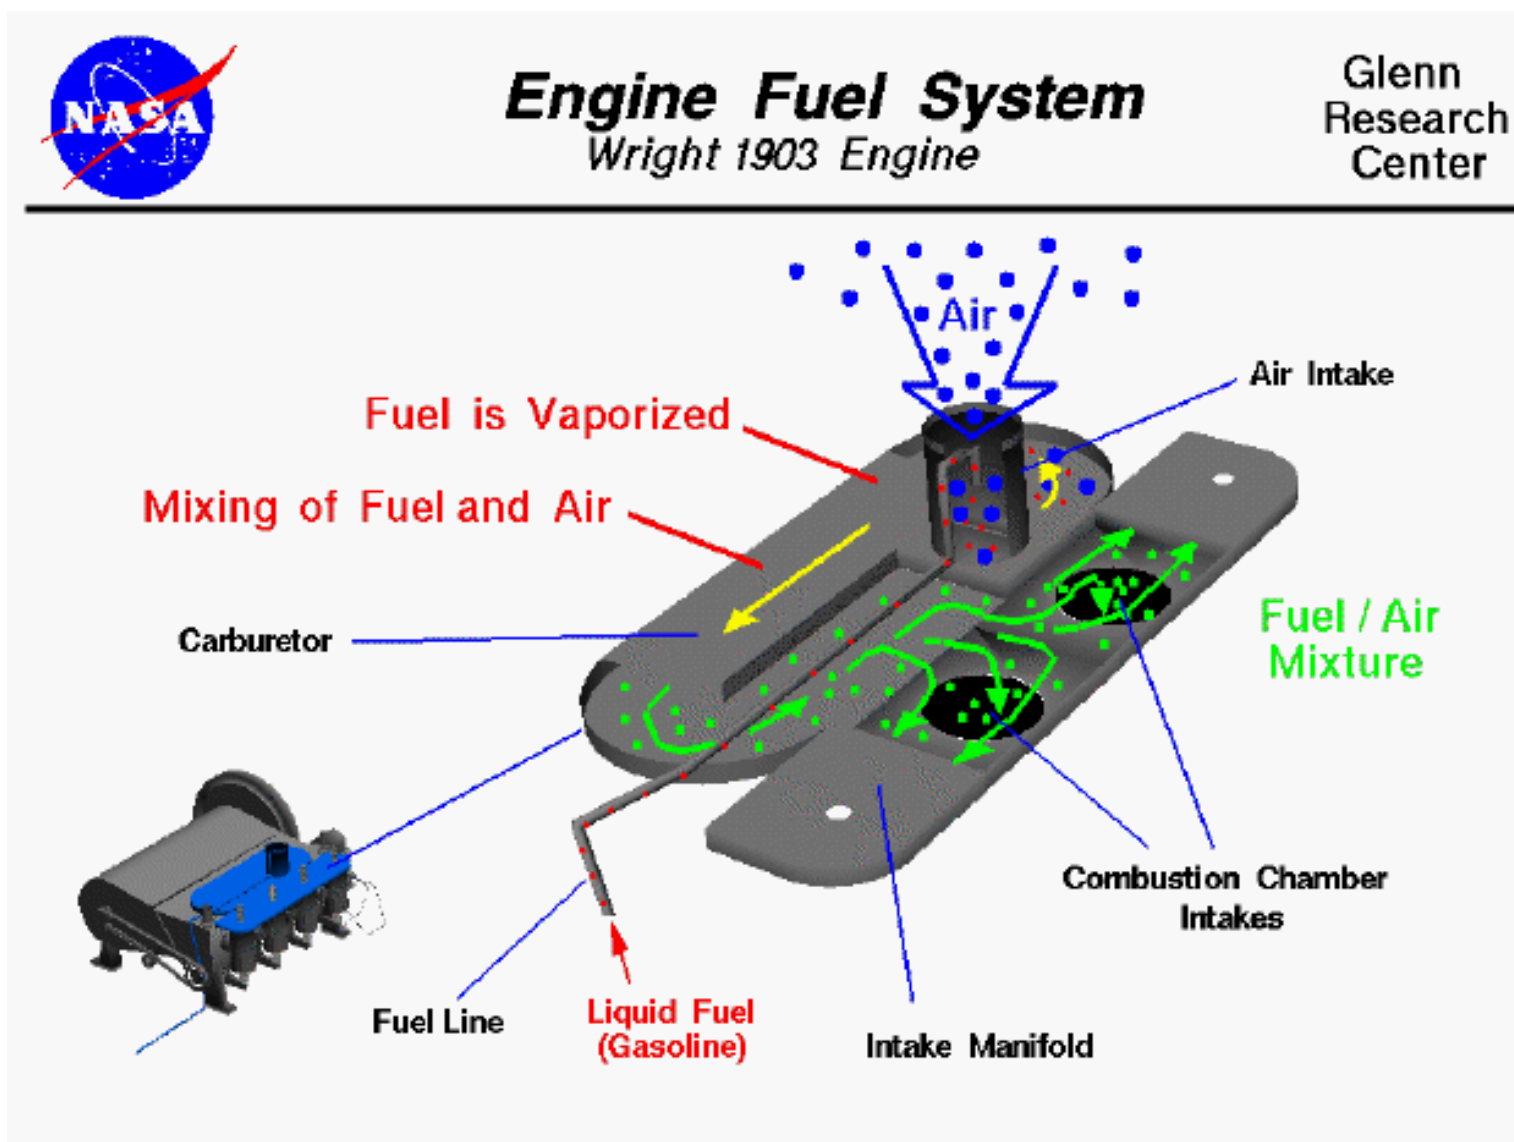 NASA
Engine Fuel System
Wright 1903 Engine
Glenn
Research
Center
Air
Air Intake
Fuel is Vaporized
Mixing of Fuel and Air
Carburetor
Fuel / Air
Mixture
Combustion Chamber
Intakes
Fuel Line
Liquid Fuel
(Gasoline)
Intake Manifold